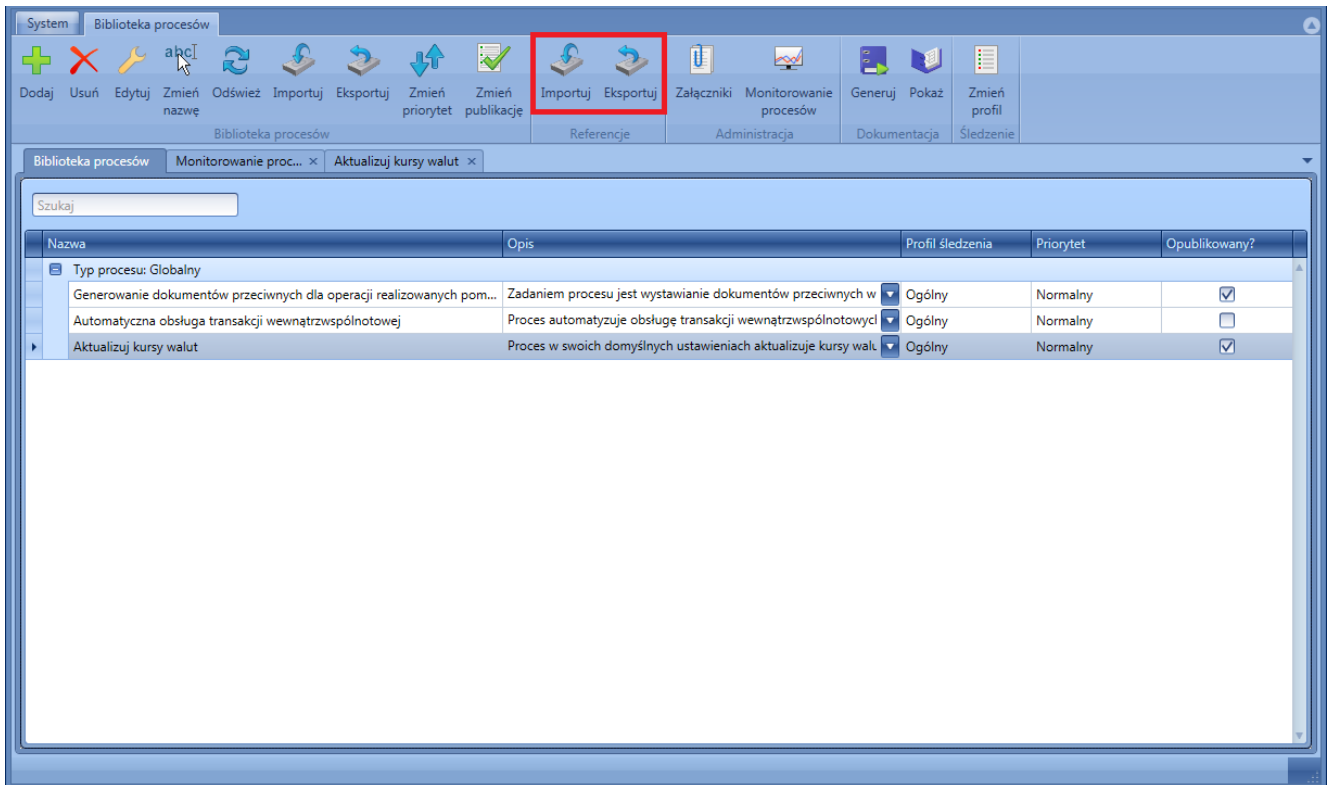 System Biblioteka procesów
Dodaj Usuń Edytuj Zmień nazwę Odśwież Importuj Eksportuj Zmień priorytet Zmień publikację Importuj Eksportuj Załączniki Monitorowanie procesów Generuj Pokaż Zmień profil
Biblioteka procesów Referencje Administracja Dokumentacja Śledzenie
Biblioteka procesów Monitorowanie proc... Aktualizuj kursy walut
Szukaj
Nazwa Opis Profil śledzenia Priorytet Opublikowany?
Typ procesu: Globalny
Generowanie dokumentów przeciwnych dla operacji realizowanych pom... Zadaniem procesu jest wystawianie dokumentów przeciwnych w Ogólny Normalny
Automatyczna obsługa transakcji wewnątrzwspólnotowej Proces automatyzuje obsługę transakcji wewnątrzwspólnotowycl Ogólny Normalny
Aktualizuj kursy walut Proces w swoich domyślnych ustawieniach aktualizuje kursy walu Ogólny Normalny